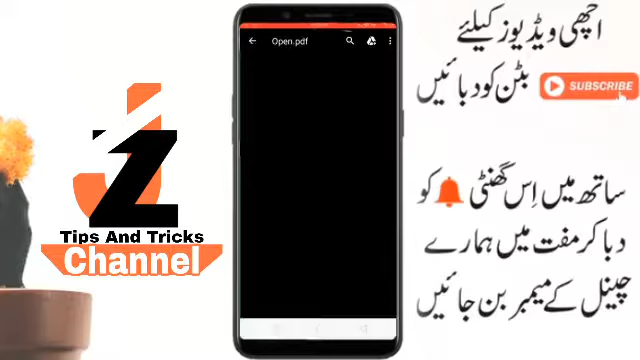 Open.pdf
JZ
Tips And Tricks
Channel
اچھی ویڈیوز کیلئے
بٹن کو دبائیں
SUBSCRIBE
ساتھ میں اِس گھنٹی کو
دبا کر مفت میں ہمارے
چینل کے میمبر بن جائیں